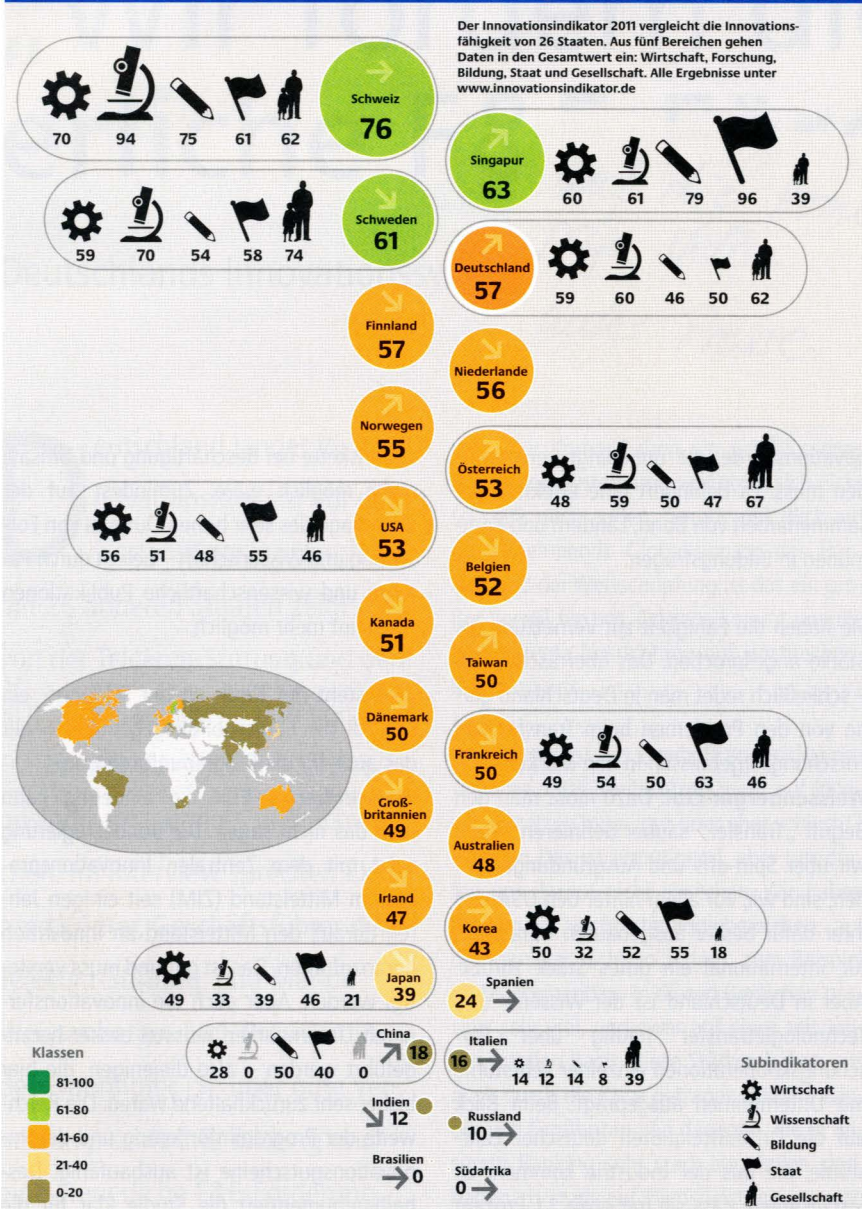 Der Innovationsindikator 2011 vergleicht die Innovations-
fähigkeit von 26 Staaten. Aus fünf Bereichen gehen
Daten in den Gesamtwert ein: Wirtschaft, Forschung,
Bildung, Staat und Gesellschaft. Alle Ergebnisse unter
www.innovationsindikator.de
Schweiz
76
70 94 75 61 62
Singapur
63
60 61 79 96 39
Schweden
61
59 70 54 58 74
Deutschland
57
59 60 46 50 62
Finnland
57
Niederlande
56
Norwegen
55
Österreich
53
48 59 50 47 67
USA
53
56 51 48 55 46
Belgien
52
Kanada
51
Taiwan
50
Dänemark
50
Frankreich
50
49 54 50 63 46
Groß-
britannien
49
Australien
48
Irland
47
Korea
43
50 32 52 55 18
Japan
39
49 33 39 46 21
Spanien
24
China
18
28 0 50 40 0
Italien
16
14 12 14 8 39
Indien
12
Russland
10
Brasilien
0
Südafrika
0
Klassen
81-100
61-80
41-60
21-40
0-20
Subindikatoren
Wirtschaft
Wissenschaft
Bildung
Staat
Gesellschaft